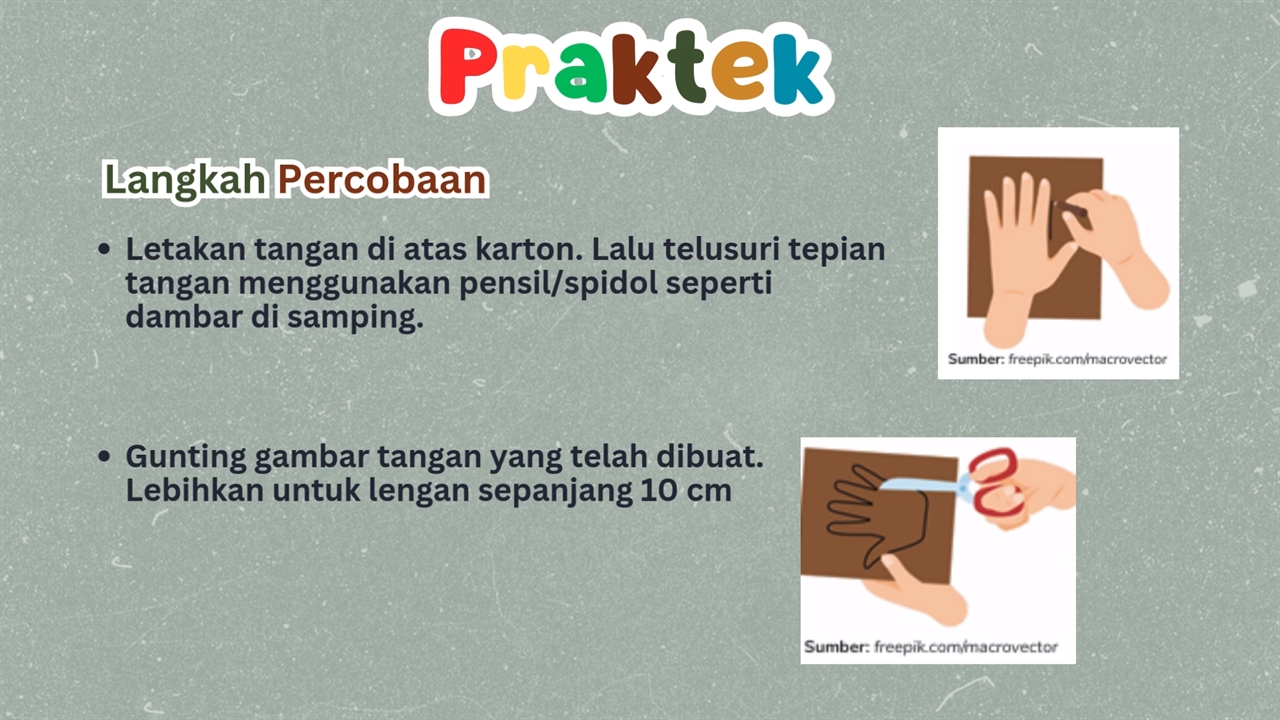 Praktek
Langkah Percobaan
• Letakan tangan di atas karton. Lalu telusuri tepian
tangan menggunakan pensil/spidol seperti
dambar di samping.
Sumber: freepik.com/macrovector
• Gunting gambar tangan yang telah dibuat.
Lebihkan untuk lengan sepanjang 10 cm
Sumber: freepik.com/macrovector